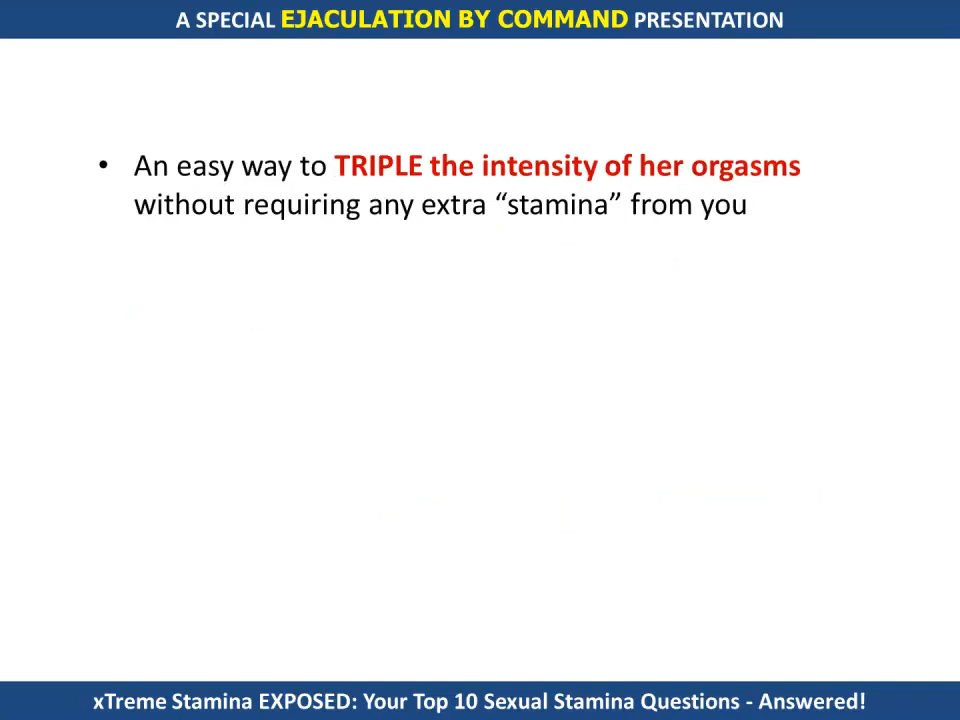 A SPECIAL EJACULATION BY COMMAND PRESENTATION
• An easy way to TRIPLE the intensity of her orgasms
without requiring any extra “stamina” from you
xTreme Stamina EXPOSED: Your Top 10 Sexual Stamina Questions - Answered!